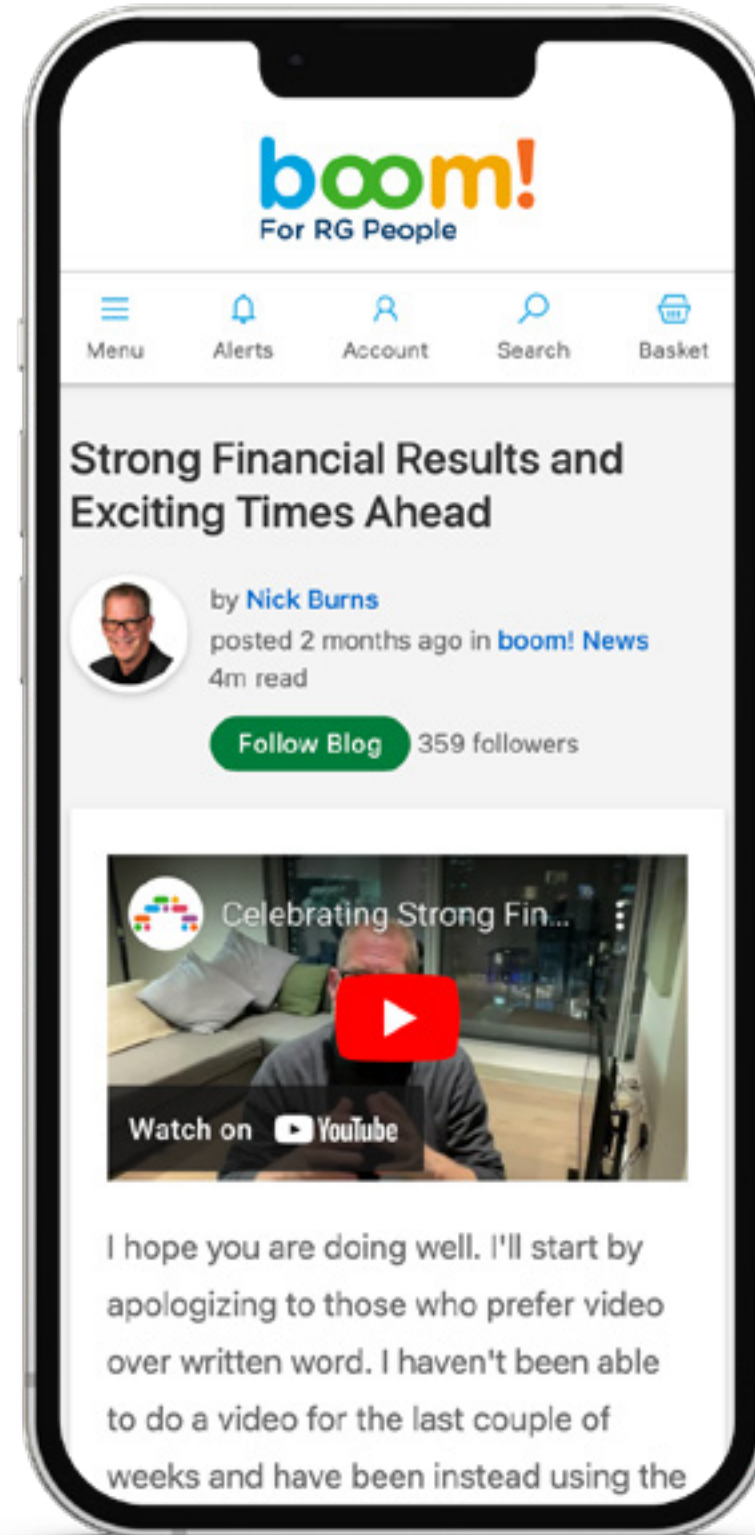 boom!
For RG People
Menu Alerts Account Search Basket
Strong Financial Results and
Exciting Times Ahead
by Nick Burns
posted 2 months ago in boom! News
4m read
Follow Blog 359 followers
Celebrating Strong Fin...
Watch on YouTube
I hope you are doing well. I'll start by
apologizing to those who prefer video
over written word. I haven't been able
to do a video for the last couple of
weeks and have been instead using the